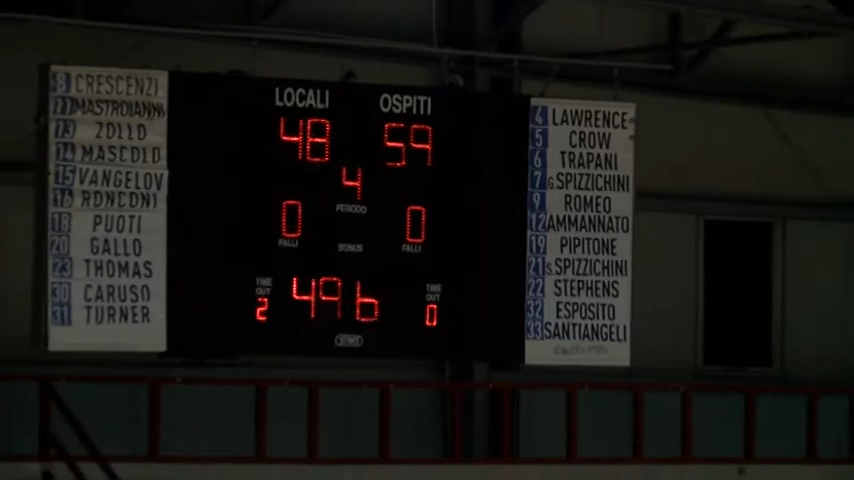 8 CRESCENZI
11 MASTROIANNI
13 ZOLLO
14 MASCOLO
15 VANGELOV
16 RONCONI
18 PUOTI
20 GALLO
23 THOMAS
30 CARUSO
31 TURNER
LOCALI OSPITI
48 59
4
PERIODO
0 0
FALLI BONUS FALLI
TIME OUT TIME OUT
2 496 0
4 LAWRENCE
5 CROW
6 TRAPANI
7 G.SPIZZICHINI
9 ROMEO
12 AMMANNATO
19 PIPITONE
21 S.SPIZZICHINI
22 STEPHENS
32 ESPOSITO
33 SANTIANGELI